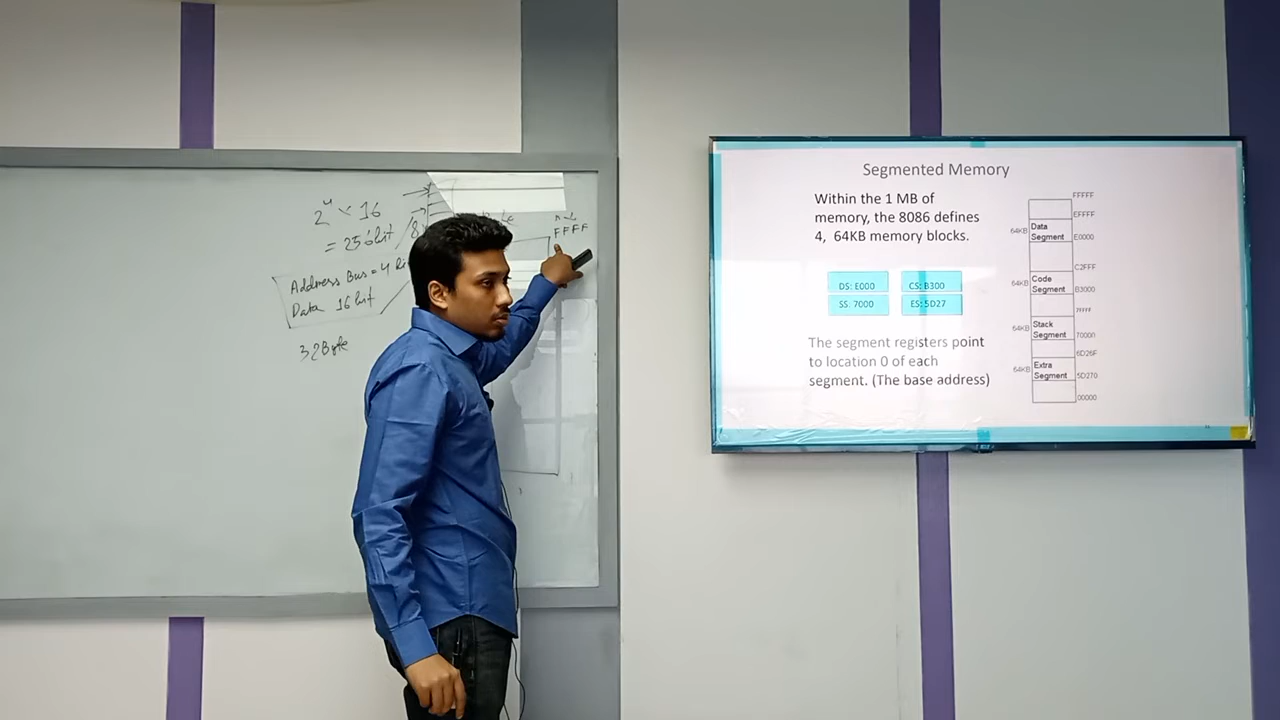 2⁴ × 16
= 256 bit
Address Bus = 4
Data 16 bit
32 Byte
FFFF
Segmented Memory
Within the 1 MB of
memory, the 8086 defines
4, 64KB memory blocks.
DS: E000
CS: B300
SS: 7000
ES: 5D27
The segment registers point
to location 0 of each
segment. (The base address)
FFFFF
EFFFF
64KB
Data
Segment
E0000
C2FFF
64KB
Code
Segment
B3000
7FFFF
64KB
Stack
Segment
70000
6D26F
64KB
Extra
Segment
5D270
00000